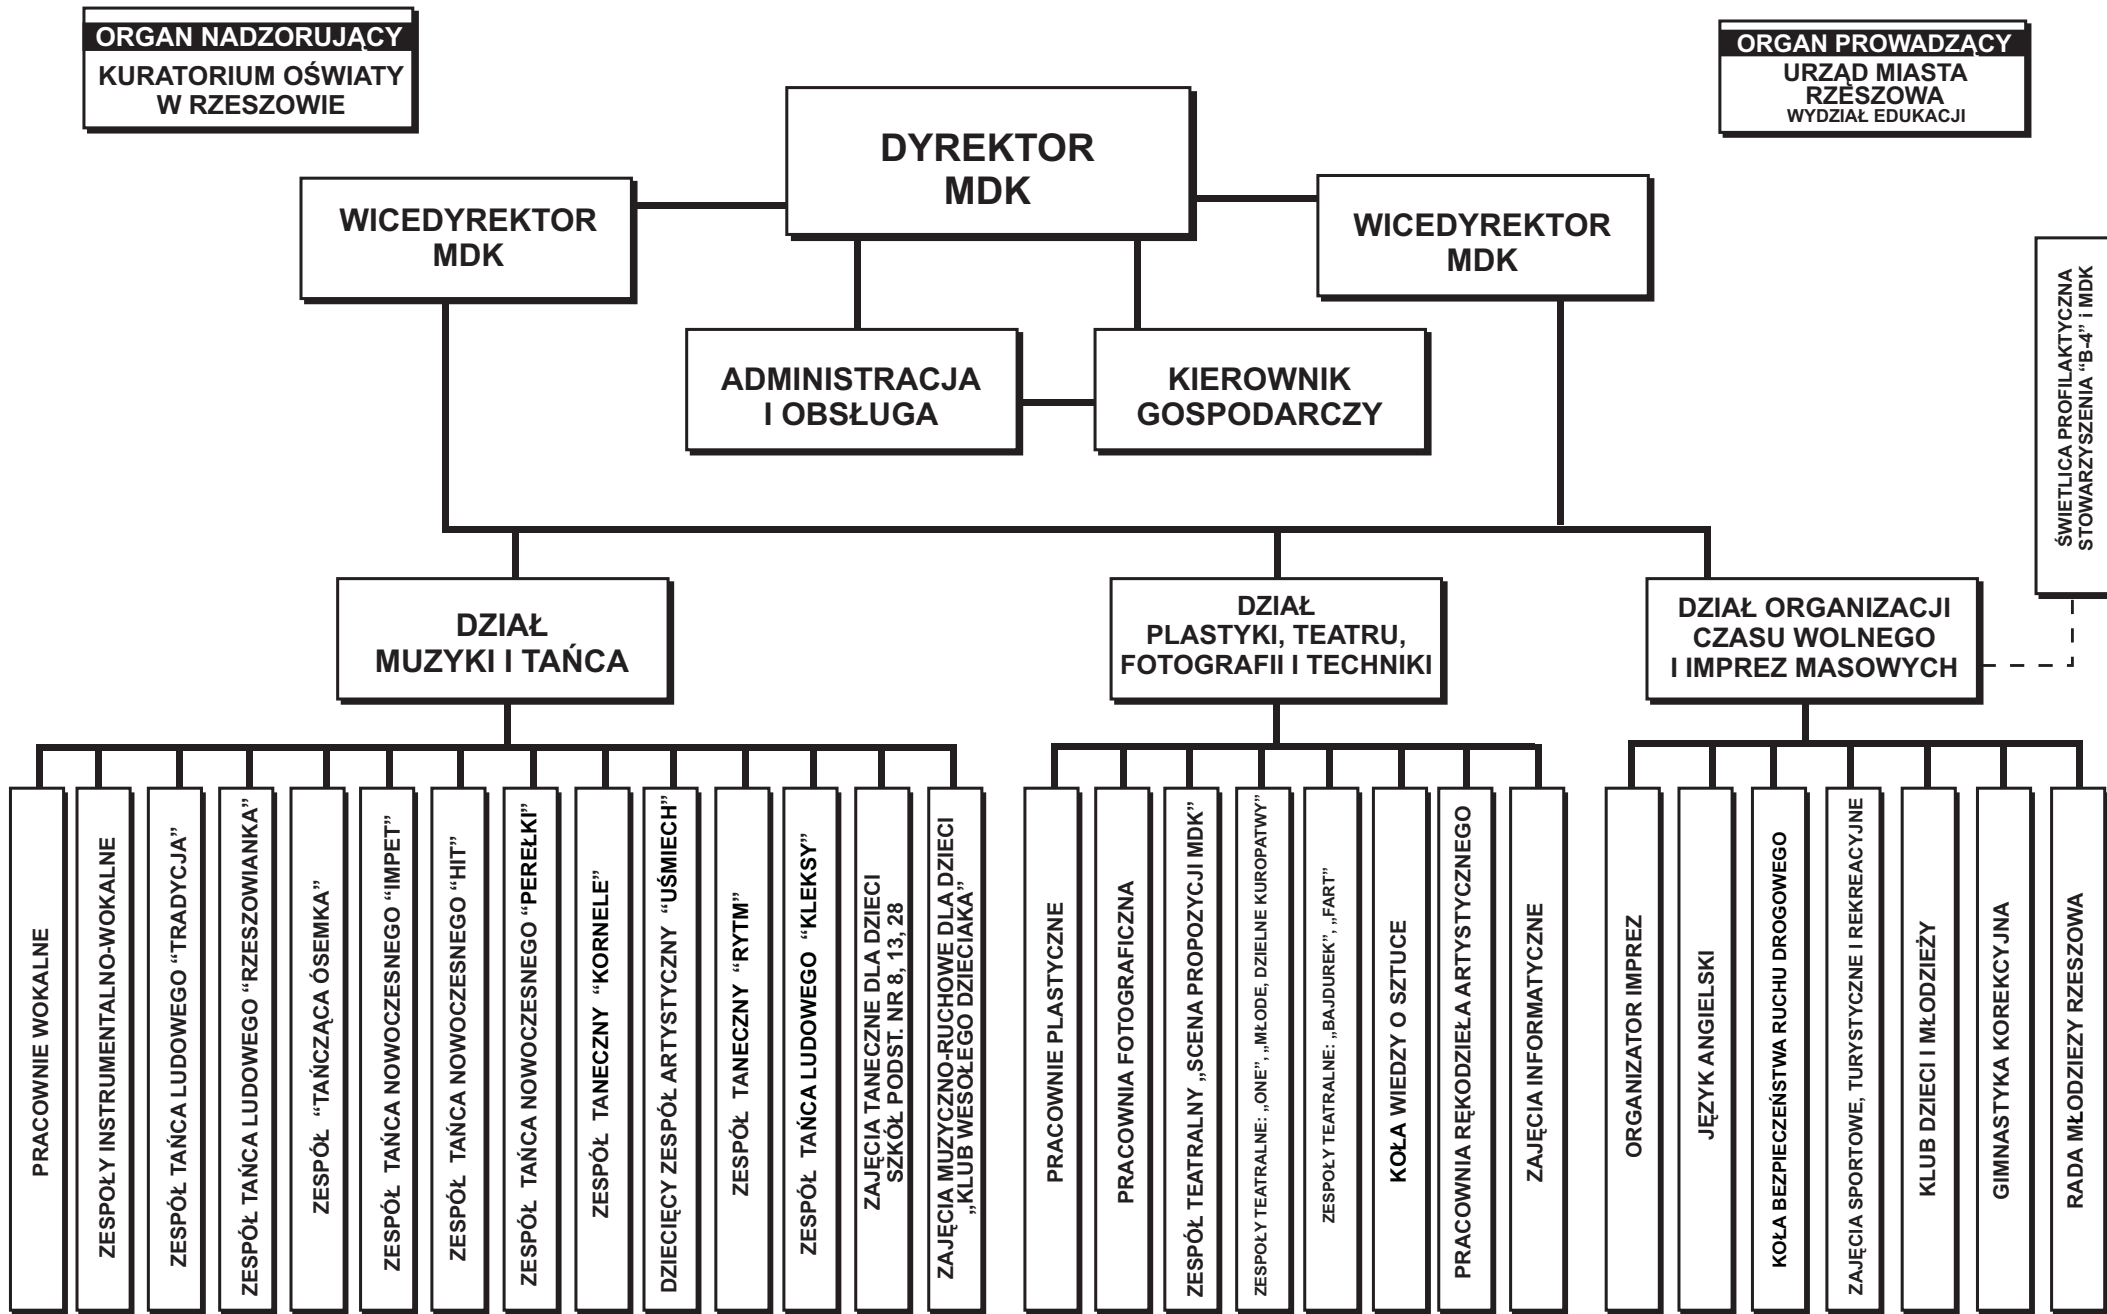 ORGAN NADZORUJĄCY
KURATORIUM OŚWIATY
W RZESZOWIE
ORGAN PROWADZĄCY
URZĄD MIASTA
RZESZOWA
WYDZIAŁ EDUKACJI
DYREKTOR
MDK
WICEDYREKTOR
MDK
WICEDYREKTOR
MDK
ADMINISTRACJA
I OBSŁUGA
KIEROWNIK
GOSPODARCZY
ŚWIETLICA PROFILAKTYCZNA
STOWARZYSZENIA “B-4” i MDK
DZIAŁ
MUZYKI I TAŃCA
DZIAŁ
PLASTYKI, TEATRU,
FOTOGRAFII I TECHNIKI
DZIAŁ ORGANIZACJI
CZASU WOLNEGO
I IMPREZ MASOWYCH
PRACOWNIE WOKALNE
ZESPOŁY INSTRUMENTALNO-WOKALNE
ZESPÓŁ TAŃCA LUDOWEGO “TRADYCJA”
ZESPÓŁ TAŃCA LUDOWEGO “RZESZOWIANKA”
ZESPÓŁ “TAŃCZĄCA ÓSEMKA”
ZESPÓŁ TAŃCA NOWOCZESNEGO “IMPET”
ZESPÓŁ TAŃCA NOWOCZESNEGO “HIT”
ZESPÓŁ TAŃCA NOWOCZESNEGO “PEREŁKI”
ZESPÓŁ TANECZNY “KORNELE”
DZIECIĘCY ZESPÓŁ ARTYSTYCZNY “UŚMIECH”
ZESPÓŁ TANECZNY “RYTM”
ZESPÓŁ TAŃCA LUDOWEGO “KLEKSY”
ZAJĘCIA TANECZNE DLA DZIECI
SZKÓŁ PODST. NR 8, 13, 28
ZAJĘCIA MUZYCZNO-RUCHOWE DLA DZIECI
„KLUB WESOŁEGO DZIECIAKA”
PRACOWNIE PLASTYCZNE
PRACOWNIA FOTOGRAFICZNA
ZESPÓŁ TEATRALNY „SCENA PROPOZYCJI MDK”
ZESPOŁY TEATRALNE: „ONE”, „MŁODE, DZIELNE KUROPATWY”
ZESPOŁY TEATRALNE: „BAJDUREK”, „FART”
KOŁA WIEDZY O SZTUCE
PRACOWNIA RĘKODZIEŁA ARTYSTYCZNEGO
ZAJĘCIA INFORMATYCZNE
ORGANIZATOR IMPREZ
JĘZYK ANGIELSKI
KOŁA BEZPIECZEŃSTWA RUCHU DROGOWEGO
ZAJĘCIA SPORTOWE, TURYSTYCZNE I REKREACYJNE
KLUB DZIECI I MŁODZIEŻY
GIMNASTYKA KOREKCYJNA
RADA MŁODZIEZY RZESZOWA